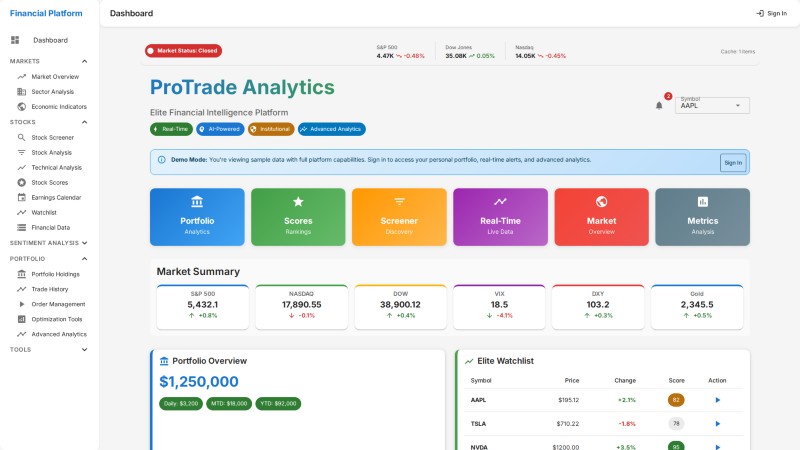 Financial Platform
Dashboard
MARKETS
Market Overview
Sector Analysis
Economic Indicators
STOCKS
Stock Screener
Stock Analysis
Technical Analysis
Stock Scores
Earnings Calendar
Watchlist
Financial Data
SENTIMENT ANALYSIS
PORTFOLIO
Portfolio Holdings
Trade History
Order Management
Optimization Tools
Advanced Analytics
TOOLS
Dashboard
Sign In
Market Status: Closed
S&P 500
4.47K -0.46%
Dow Jones
35.08K 0.05%
Nasdaq
14.05K -0.45%
Cache: 1 items
ProTrade Analytics
Elite Financial Intelligence Platform
Real-Time
AI-Powered
Institutional
Advanced Analytics
2
Symbol
AAPL
Demo Mode: You're viewing sample data with full platform capabilities. Sign in to access your personal portfolio, real-time alerts, and advanced analytics.
Sign In
Portfolio
Analytics
Scores
Rankings
Screener
Discovery
Real-Time
Live Data
Market
Overview
Metrics
Analysis
Market Summary
S&P 500
5,432.1
+0.8%
NASDAQ
17,890.55
-0.1%
DOW
38,900.12
+0.4%
VIX
18.5
-4.1%
DXY
103.2
+0.3%
Gold
2,345.5
+0.5%
Portfolio Overview
$1,250,000
Daily: $3,200
MTD: $18,000
YTD: $92,000
Elite Watchlist
Symbol Price Change Score Action
AAPL $195.12 +2.1% 82
TSLA $710.22 -1.8% 78
NVDA $1200.00 +3.5% 95